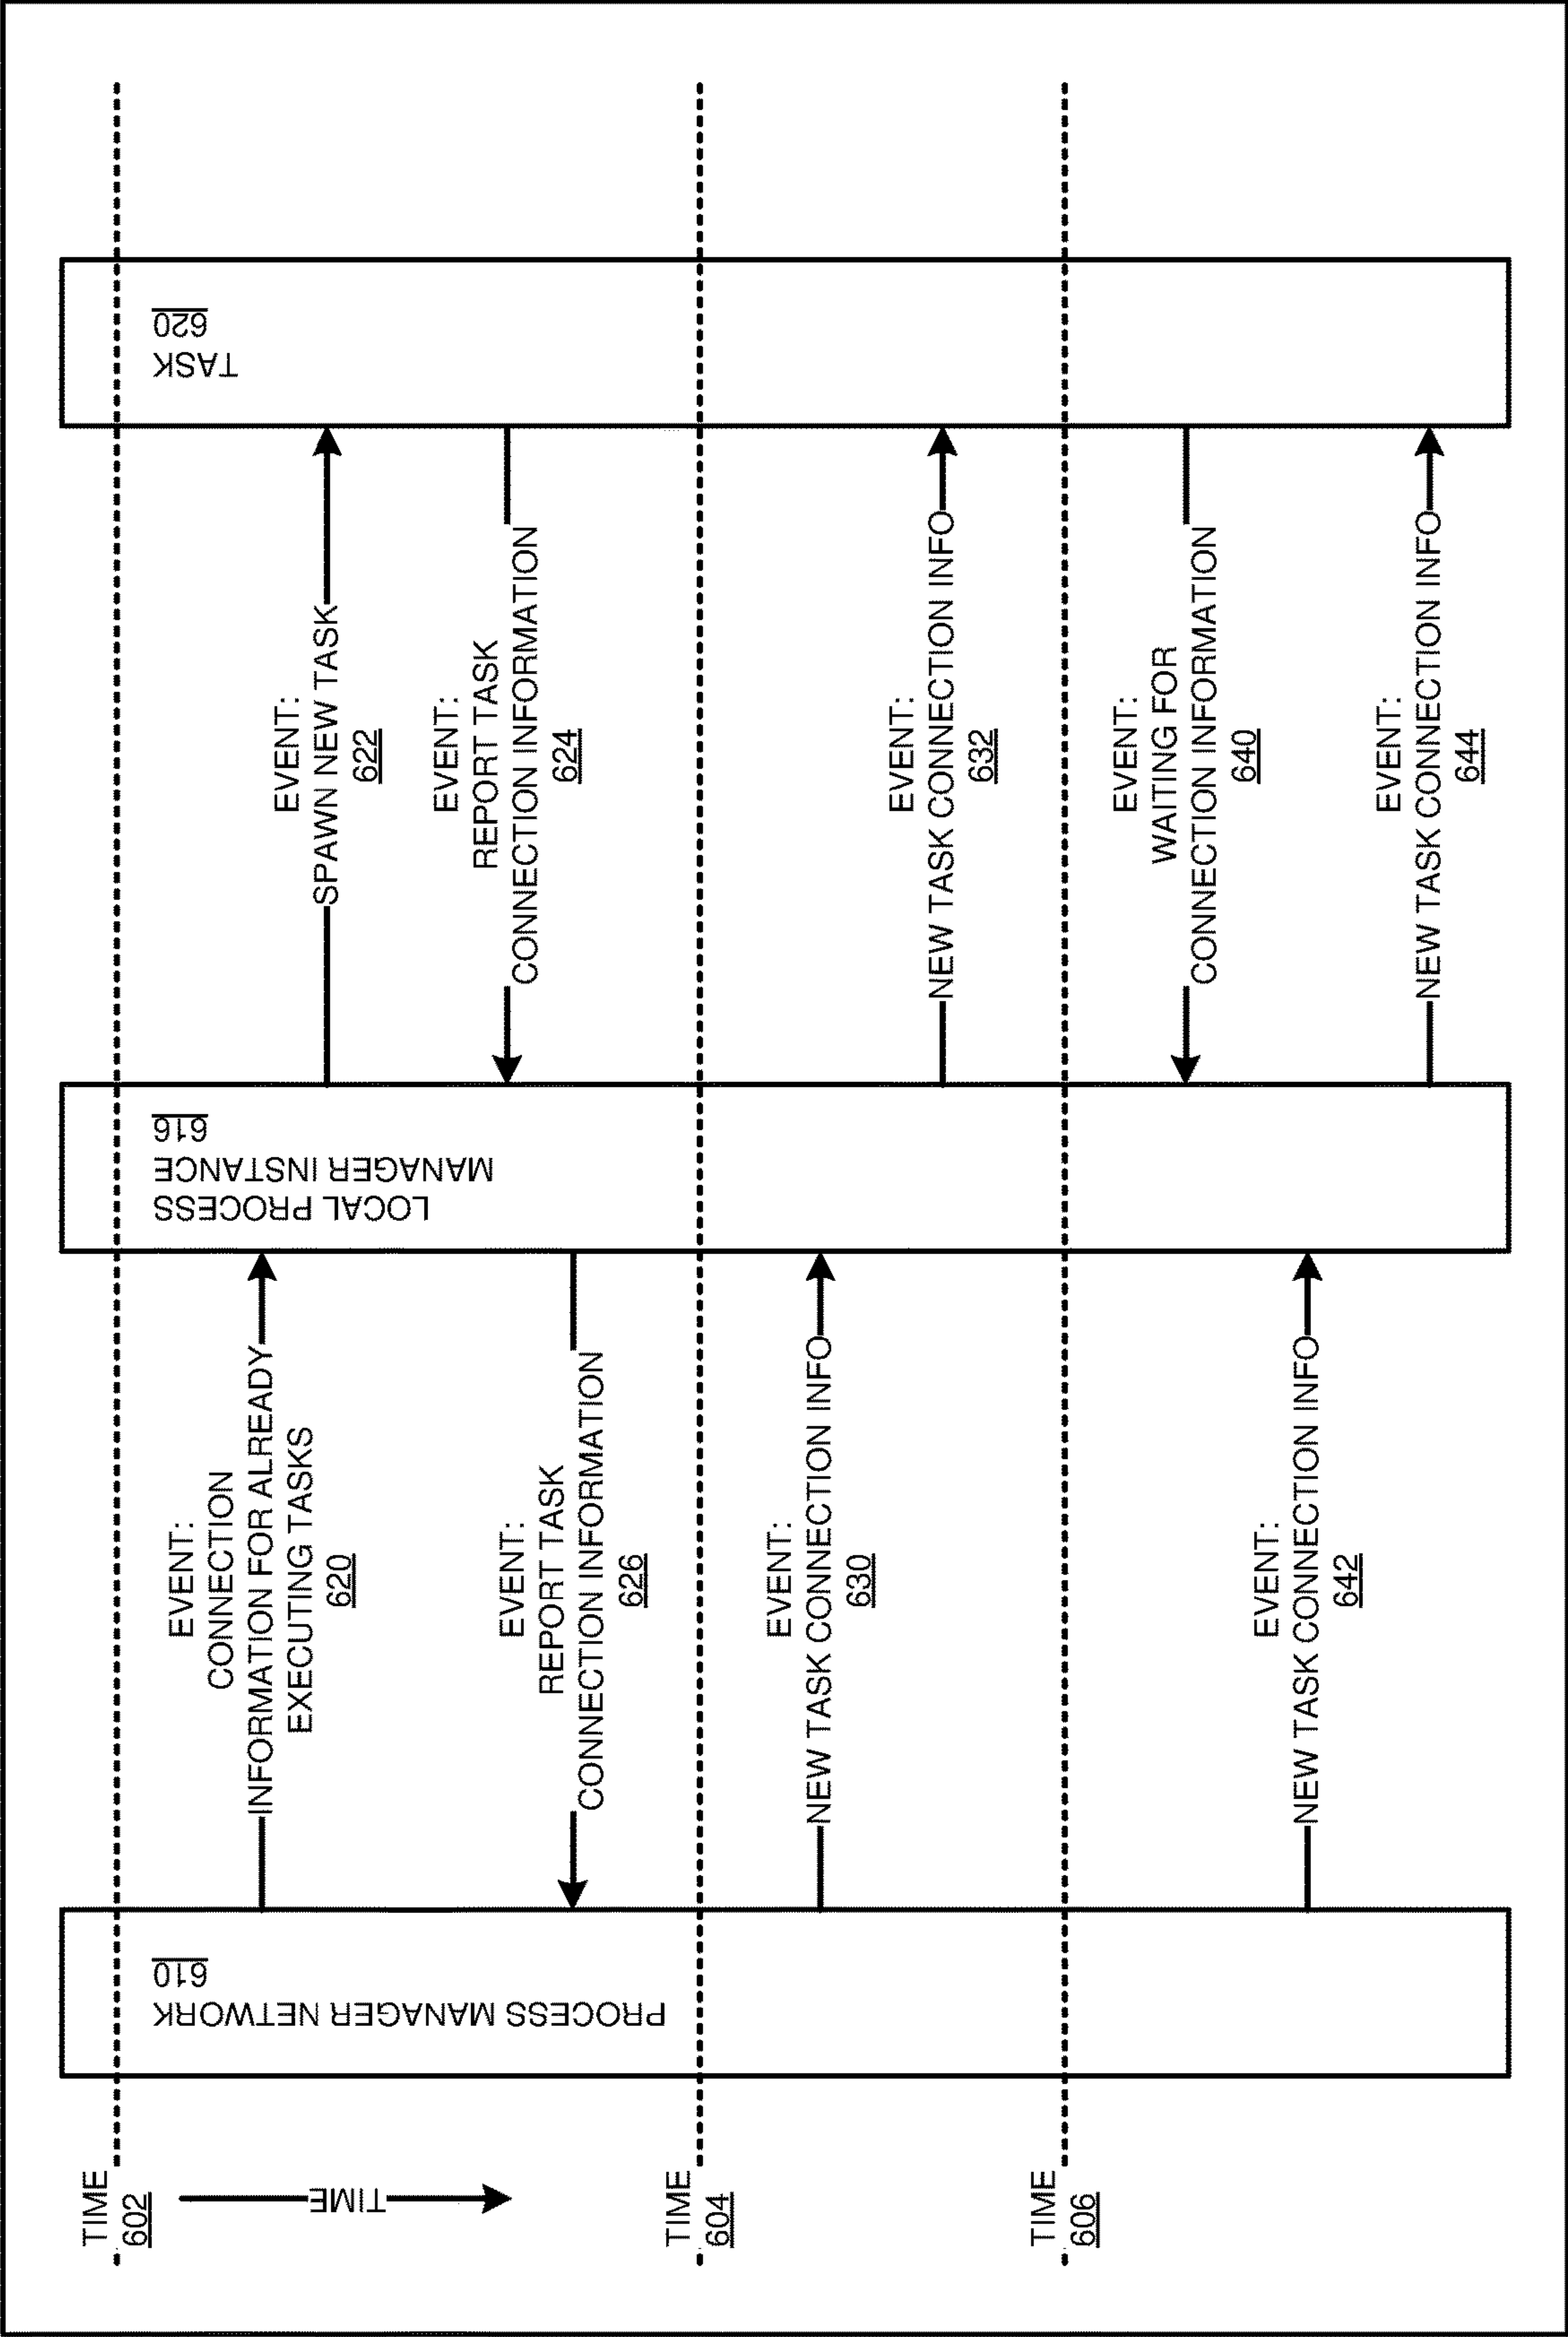 TIME
602
TIME
TIME
604
TIME
606
PROCESS MANAGER NETWORK
610
LOCAL PROCESS
MANAGER INSTANCE
616
TASK
620
EVENT:
CONNECTION
INFORMATION FOR ALREADY
EXECUTING TASKS
620
EVENT:
SPAWN NEW TASK
622
EVENT:
REPORT TASK
CONNECTION INFORMATION
624
EVENT:
REPORT TASK
CONNECTION INFORMATION
626
EVENT:
NEW TASK CONNECTION INFO
630
EVENT:
NEW TASK CONNECTION INFO
632
EVENT:
WAITING FOR
CONNECTION INFORMATION
640
EVENT:
NEW TASK CONNECTION INFO
642
EVENT:
NEW TASK CONNECTION INFO
644